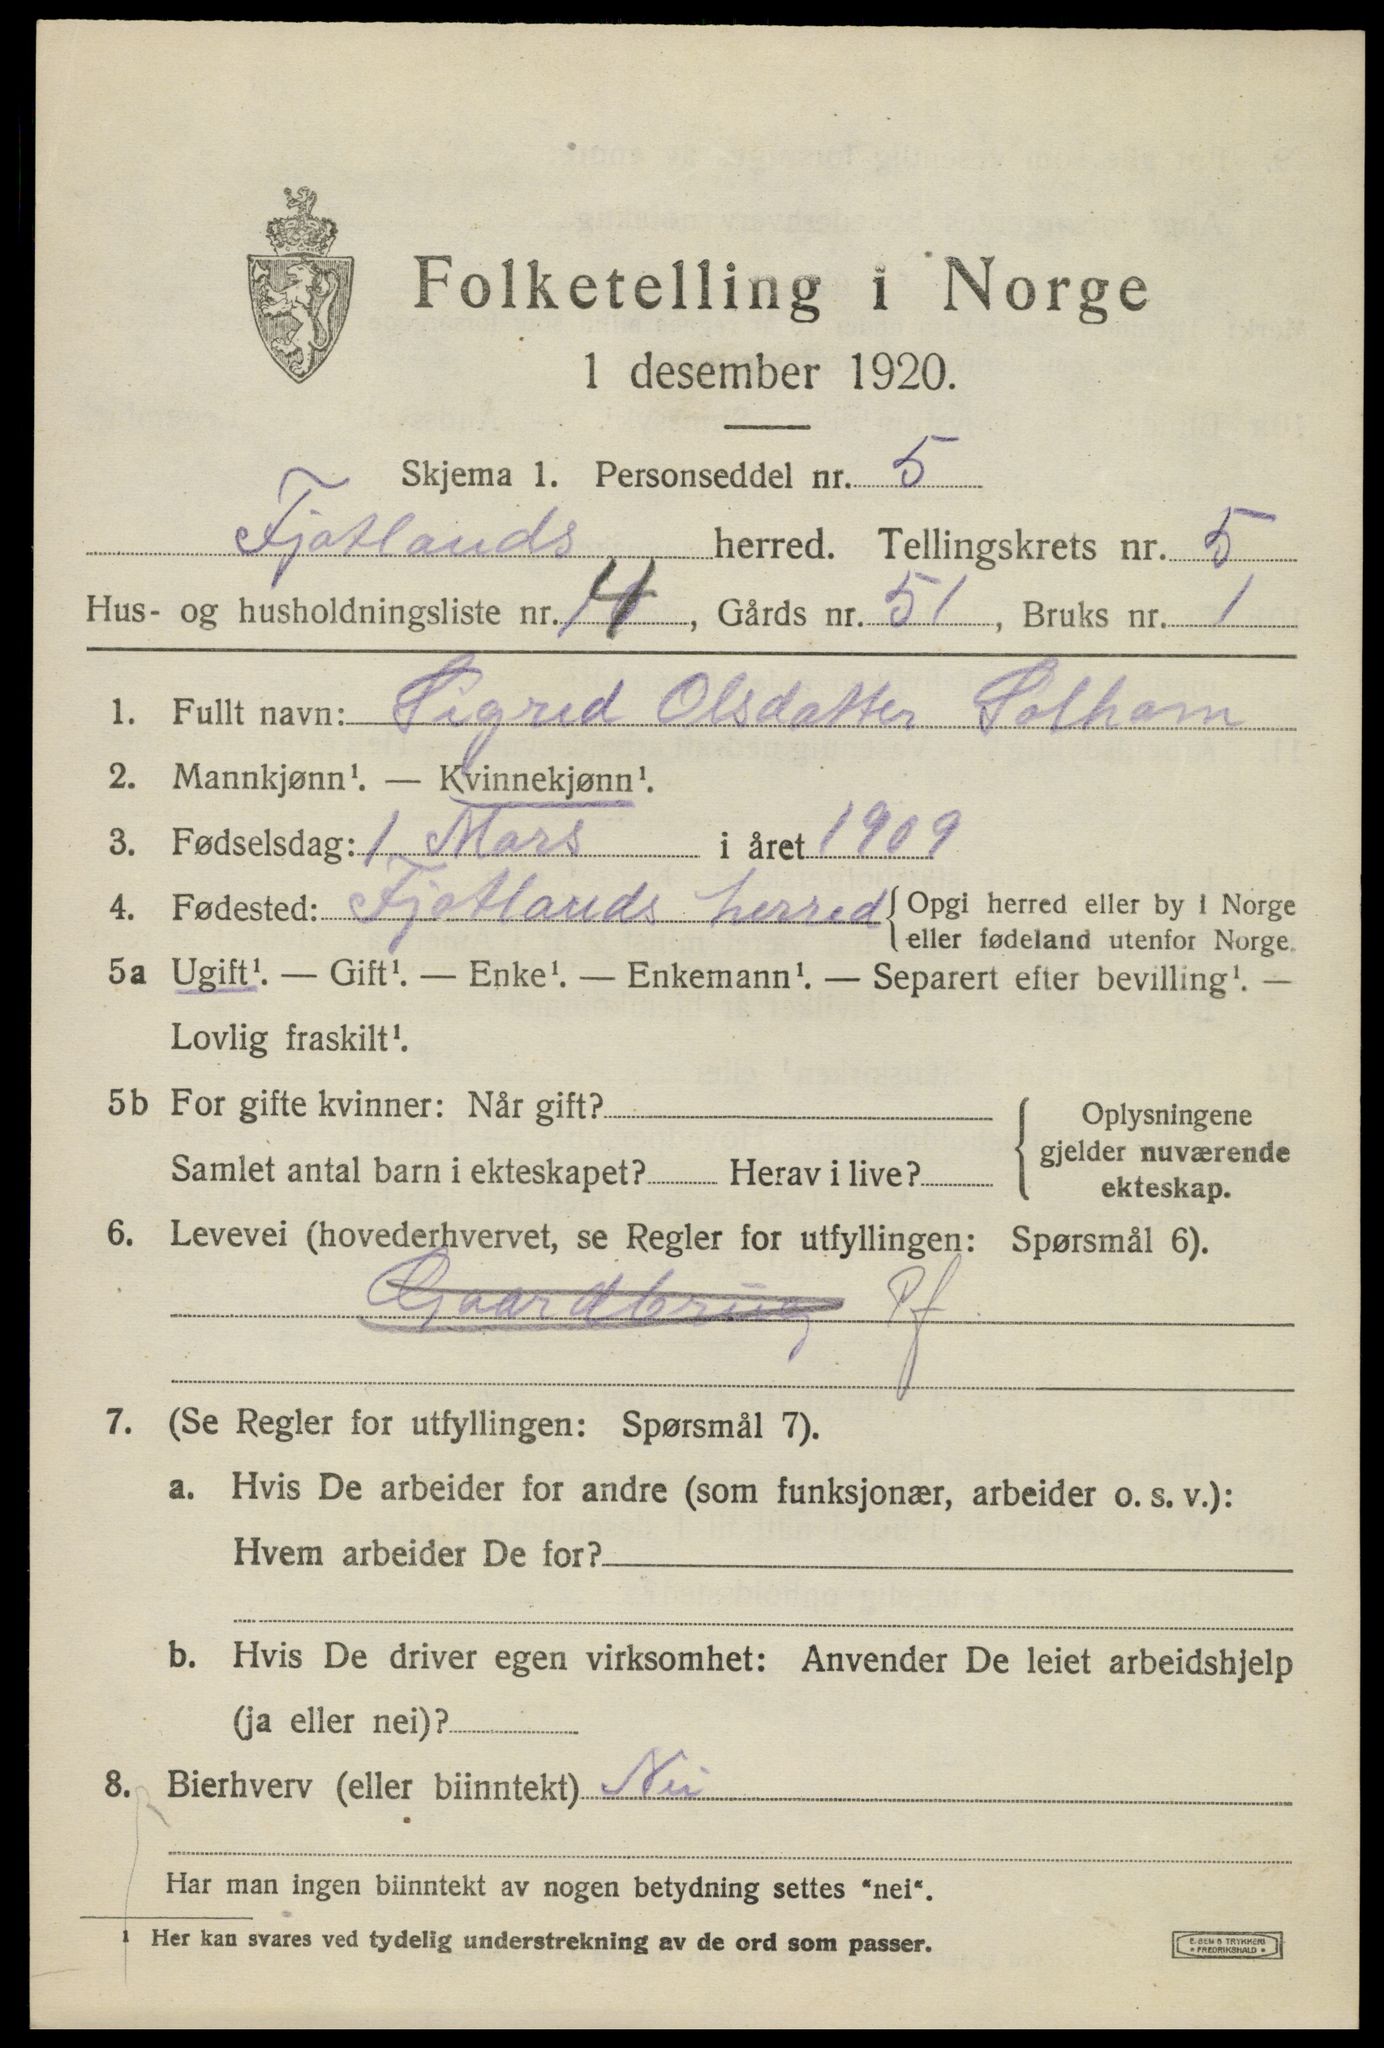 Folketelling i Norge
1 desember 1920.
Skjema 1. Personseddel nr. 5
Fjotlands herred. Tellingskrets nr. 5
Hus- og husholdningsliste nr. 14, Gårds nr. 51, Bruks nr. 1
1. Fullt navn: Sigrid Olsdatter Solhom
2. Mannkjønn¹. — Kvinnekjønn¹.
3. Fødselsdag: 1 Mars i året 1909
4. Fødested: Fjotlands herred { Opgi herred eller by i Norge
eller fødeland utenfor Norge.
5a Ugift¹. — Gift¹. — Enke¹. — Enkemann¹. — Separert efter bevilling¹. —
Lovlig fraskilt¹.
5b For gifte kvinner: Når gift?
Samlet antal barn i ekteskapet? Herav i live?
{ Oplysningene
gjelder nuværende
ekteskap.
6. Levevei (hovederhvervet, se Regler for utfyllingen: Spørsmål 6).
Gaardbrug Pf
7. (Se Regler for utfyllingen: Spørsmål 7).
a. Hvis De arbeider for andre (som funksjonær, arbeider o. s. v.):
Hvem arbeider De for?
b. Hvis De driver egen virksomhet: Anvender De leiet arbeidshjelp
(ja eller nei)?
8. Bierhverv (eller biinntekt) Nei
Har man ingen biinntekt av nogen betydning settes “nei“.
¹ Her kan svares ved tydelig understrekning av de ord som passer.
E. SEM S TRYKKERI
• FREDRIKSHALD •